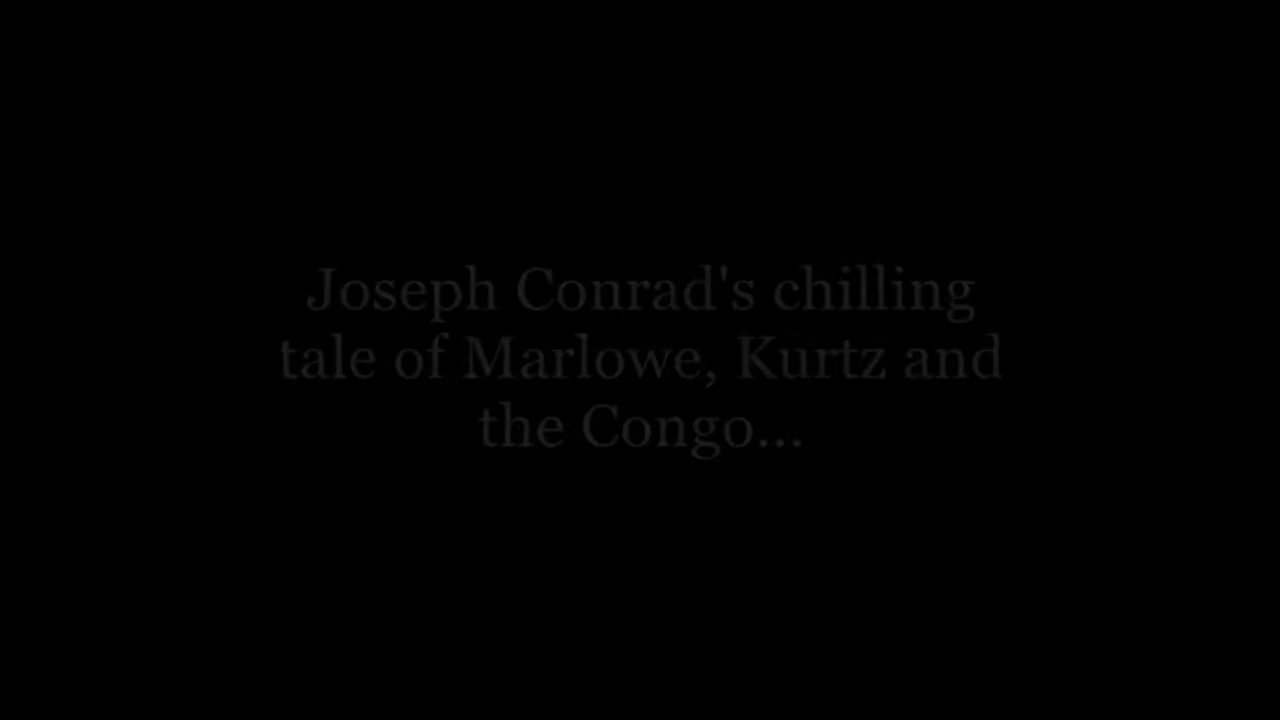 Joseph Conrad's chilling
tale of Marlowe, Kurtz and
the Congo...